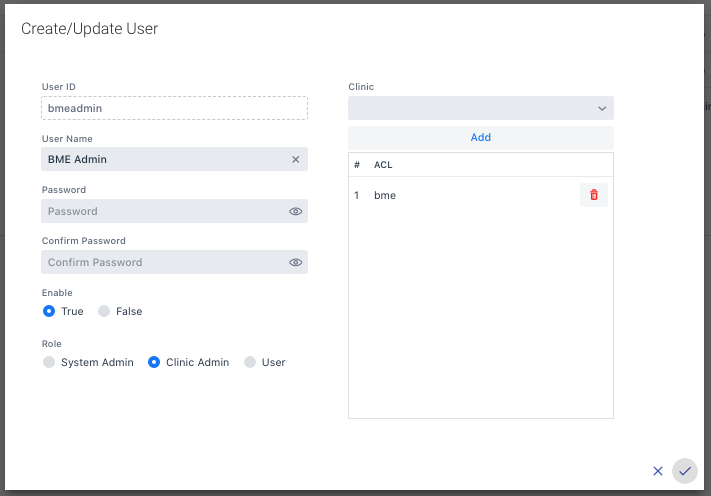 Create/Update User
User ID
bmeadmin
User Name
BME Admin
Password
Password
Confirm Password
Confirm Password
Enable
True False
Role
System Admin Clinic Admin User
Clinic
Add
# ACL
1 bme